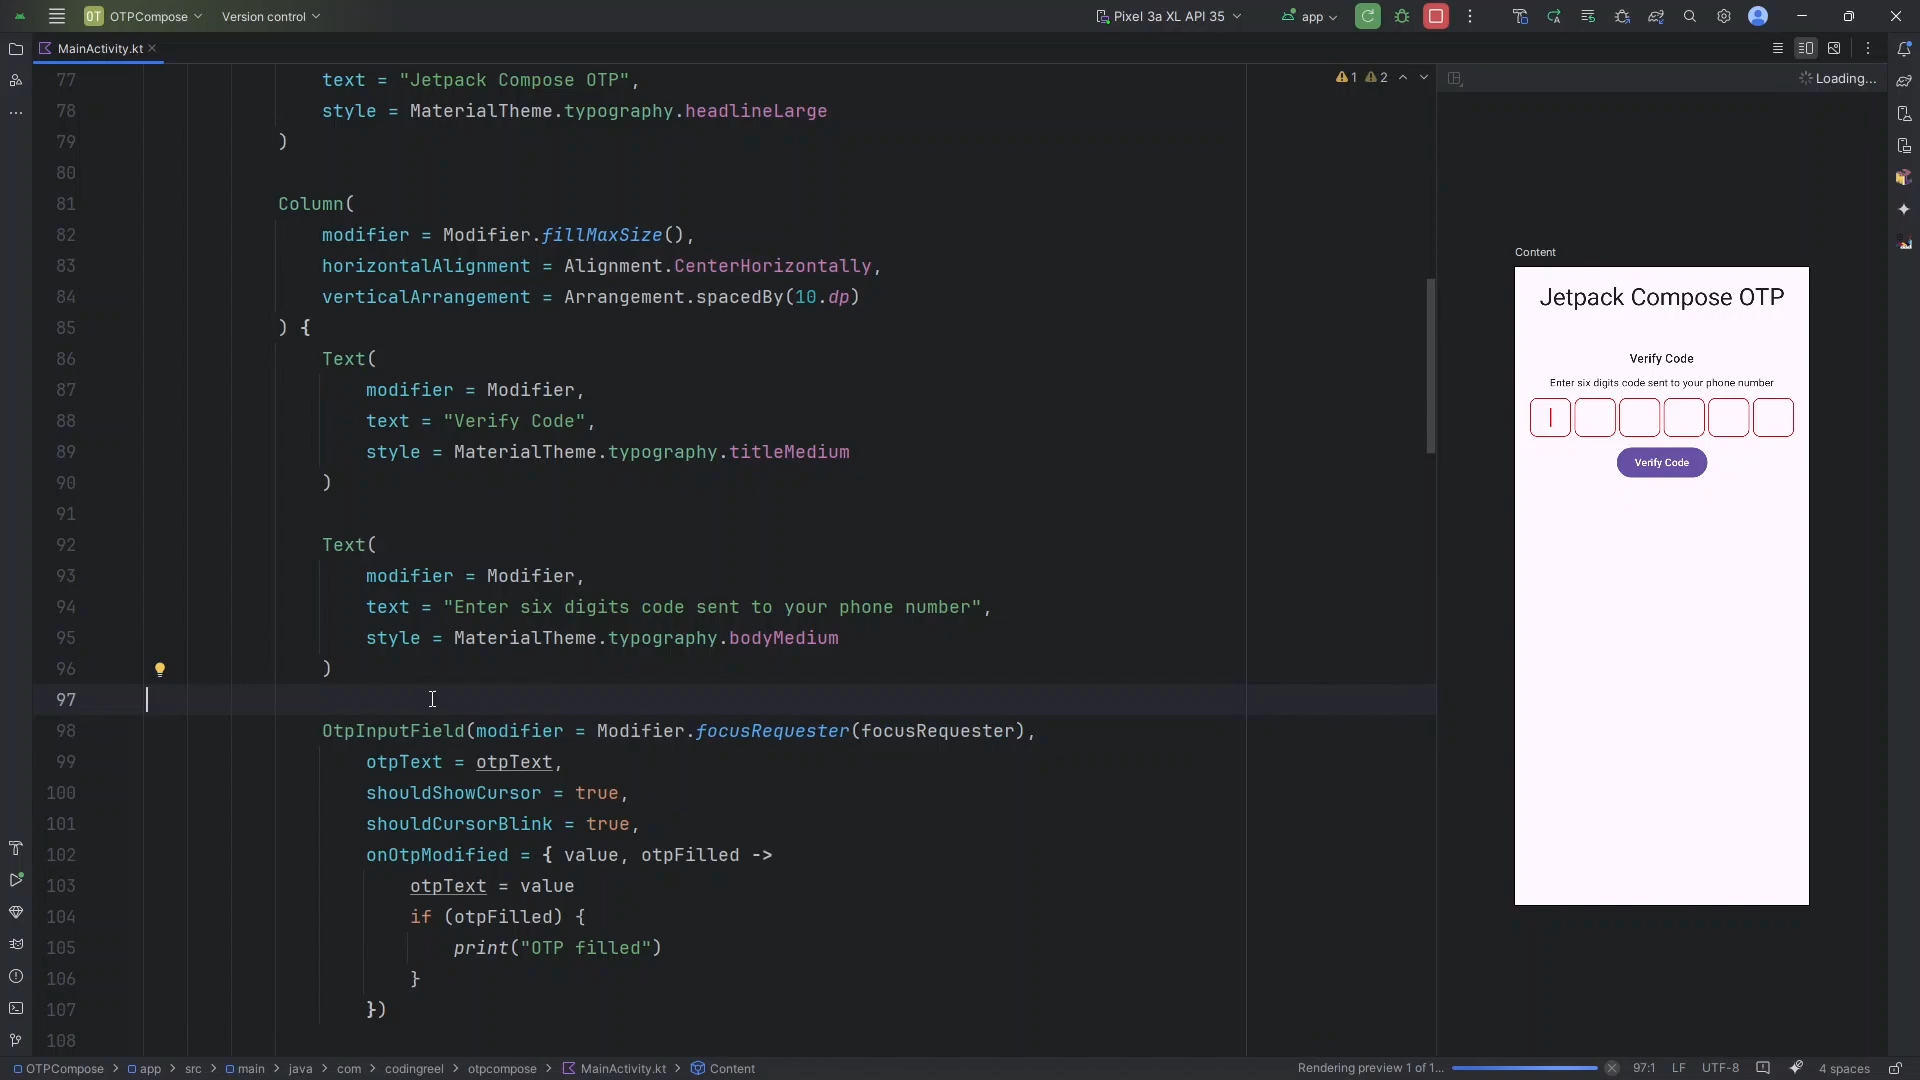 OT OTPCompose Version control Pixel 3a XL API 35 app
MainActivity.kt
77 text = "Jetpack Compose OTP",
78 style = MaterialTheme.typography.headlineLarge
79 )
80
81 Column(
82 modifier = Modifier.fillMaxSize(),
83 horizontalAlignment = Alignment.CenterHorizontally,
84 verticalArrangement = Arrangement.spacedBy(10.dp)
85 ) {
86 Text(
87 modifier = Modifier,
88 text = "Verify Code",
89 style = MaterialTheme.typography.titleMedium
90 )
91
92 Text(
93 modifier = Modifier,
94 text = "Enter six digits code sent to your phone number",
95 style = MaterialTheme.typography.bodyMedium
96 )
97
98 OtpInputField(modifier = Modifier.focusRequester(focusRequester),
99 otpText = otpText,
100 shouldShowCursor = true,
101 shouldCursorBlink = true,
102 onOtpModified = { value, otpFilled ->
103 otpText = value
104 if (otpFilled) {
105 print("OTP filled")
106 }
107 })
108
1 2
Loading...
Content
Jetpack Compose OTP
Verify Code
Enter six digits code sent to your phone number
Verify Code
OTPCompose > app > src > main > java > com > codingreel > otpcompose > MainActivity.kt > Content Rendering preview 1 of 1... 97:1 LF UTF-8 4 spaces